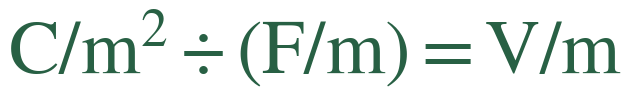 C/m² ÷ (F/m) = V/m